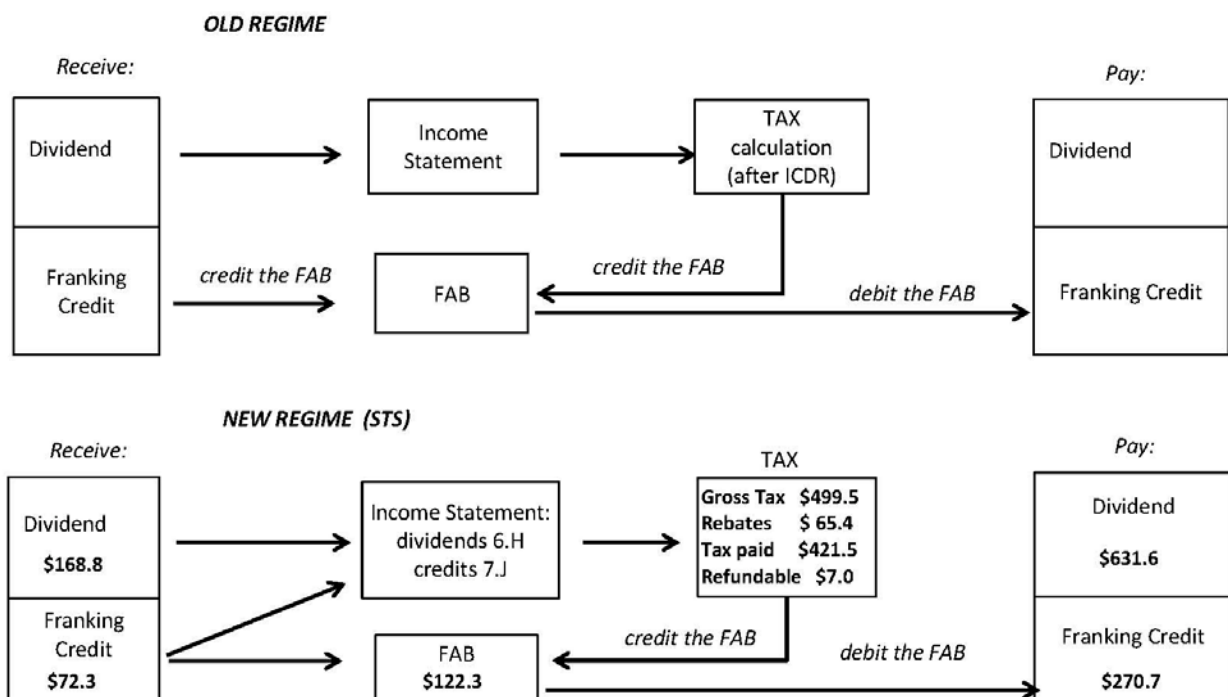 OLD REGIME
Receive:
Pay:
Dividend
Income
Statement
TAX
calculation
(after ICDR)
Dividend
Franking
Credit
credit the FAB
FAB
credit the FAB
debit the FAB
Franking Credit
NEW REGIME (STS)
Receive:
Pay:
TAX
Dividend
$168.8
Income Statement:
dividends 6.H
credits 7.J
Gross Tax $499.5
Rebates $ 65.4
Tax paid $421.5
Refundable $7.0
Dividend
$631.6
Franking
Credit
$72.3
FAB
$122.3
credit the FAB
debit the FAB
Franking Credit
$270.7